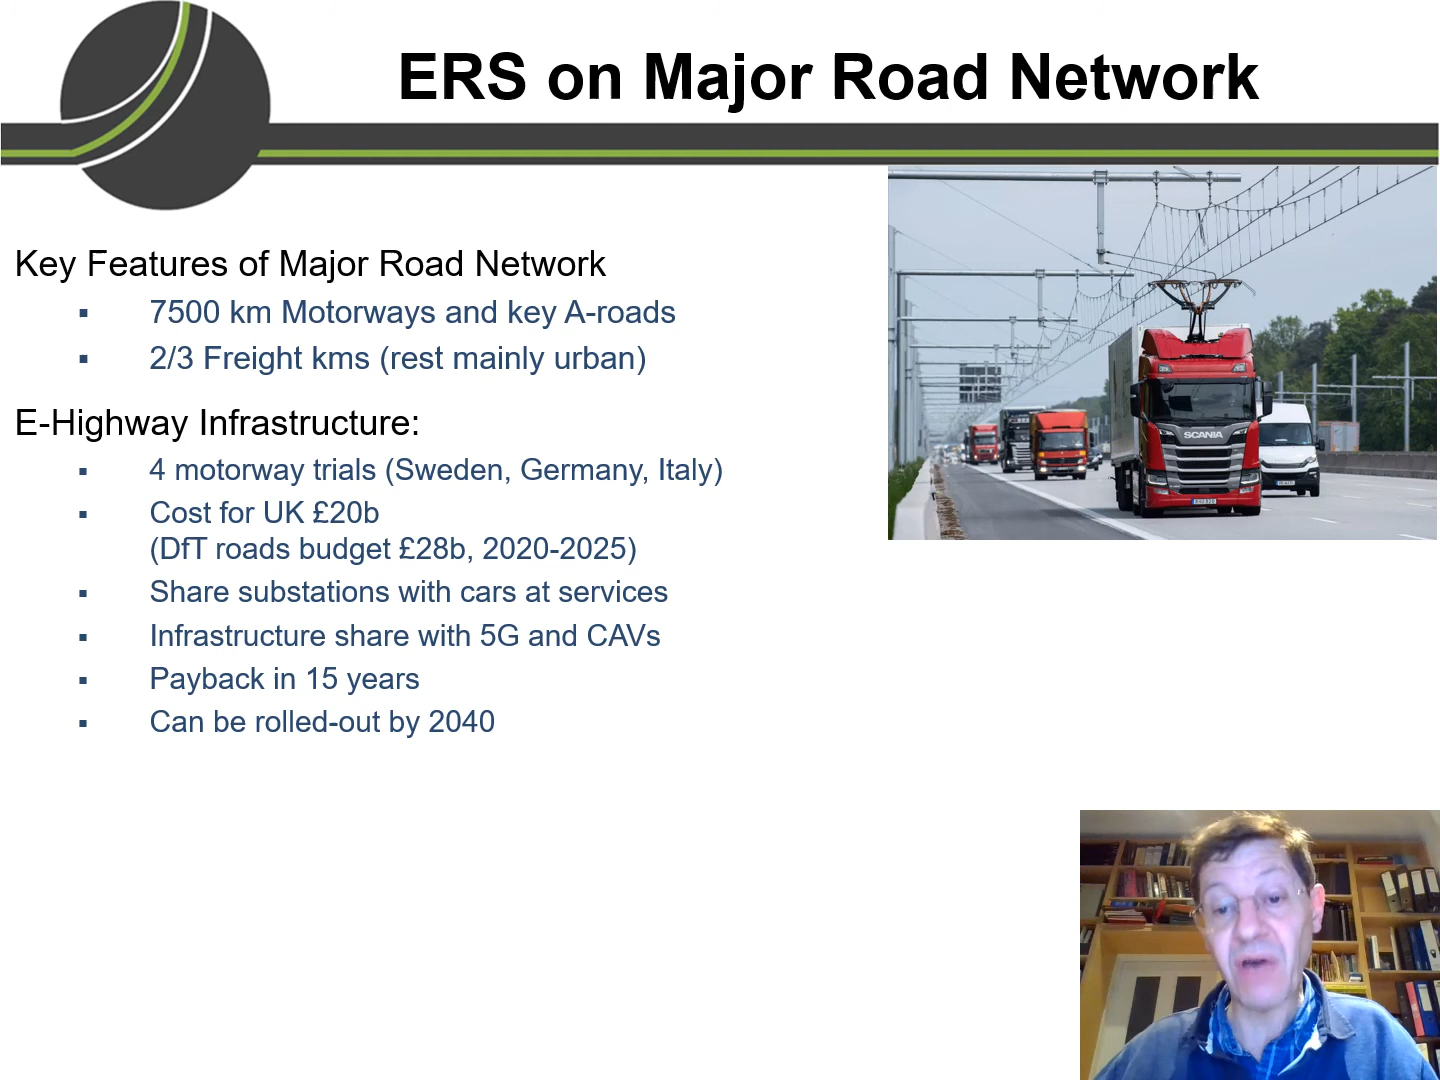 ERS on Major Road Network
Key Features of Major Road Network
▪ 7500 km Motorways and key A-roads
▪ 2/3 Freight kms (rest mainly urban)
E-Highway Infrastructure:
▪ 4 motorway trials (Sweden, Germany, Italy)
▪ Cost for UK £20b
(DfT roads budget £28b, 2020-2025)
▪ Share substations with cars at services
▪ Infrastructure share with 5G and CAVs
▪ Payback in 15 years
▪ Can be rolled-out by 2040
SCANIA